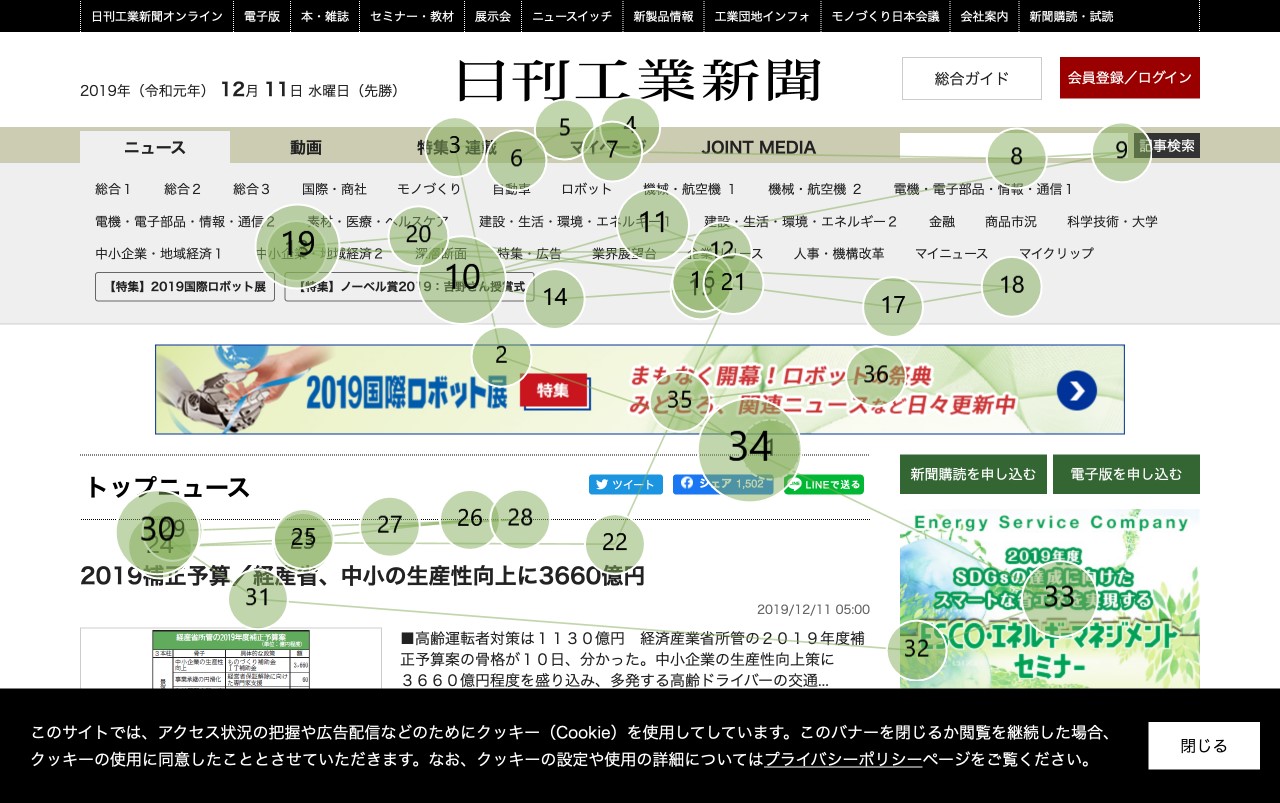 日刊工業新聞オンライン 電子版 本・雑誌 セミナー・教材 展示会 ニュースイッチ 新製品情報 工業団地インフォ モノづくり日本会議 会社案内 新聞購読・試読
2019年（令和元年） 12月 11日 水曜日（先勝）
日刊工業新聞
総合ガイド 会員登録／ログイン
ニュース 動画 特集・連載 マイページ JOINT MEDIA 記事検索
総合１ 総合２ 総合３ 国際・商社 モノづくり 自動車 ロボット 機械・航空機 １ 機械・航空機 ２ 電機・電子部品・情報・通信１
電機・電子部品・情報・通信２ 素材・医療・ヘルスケア 建設・生活・環境・エネルギー1 建設・生活・環境・エネルギー２ 金融 商品市況 科学技術・大学
中小企業・地域経済１ 中小企業・地域経済２ 深層断面 特集・広告 業界展望台 企業リリース 人事・機構改革 マイニュース マイクリップ
【特集】2019国際ロボット展 【特集】ノーベル賞2019：吉野さん授賞式
2019国際ロボット展 特集 まもなく開幕！ロボットの祭典
みどころ、関連ニュースなど日々更新中
トップニュース
ツイート シェア 1,502 LINEで送る
新聞購読を申し込む 電子版を申し込む
2019補正予算／経産省、中小の生産性向上に3660億円
2019/12/11 05:00
経産省所管の2019年度補正予算案
■高齢運転者対策は１１３０億円　経済産業省所管の２０１９年度補
正予算案の骨格が１０日、分かった。中小企業の生産性向上策に
３６６０億円程度を盛り込み、多発する高齢ドライバーの交通...
Energy Service Company
2019年度
SDGsの達成に向けた
スマートな省エネを実現する
ESCO・エネルギーマネジメント
セミナー
このサイトでは、アクセス状況の把握や広告配信などのためにクッキー（Cookie）を使用してしています。このバナーを閉じるか閲覧を継続した場合、
クッキーの使用に同意したこととさせていただきます。なお、クッキーの設定や使用の詳細についてはプライバシーポリシーページをご覧ください。
閉じる
2
3
4
5
6
7
8
9
10
11
12
14
16
17
18
19
20
21
22
25
26
27
28
30
31
32
33
34
35
36